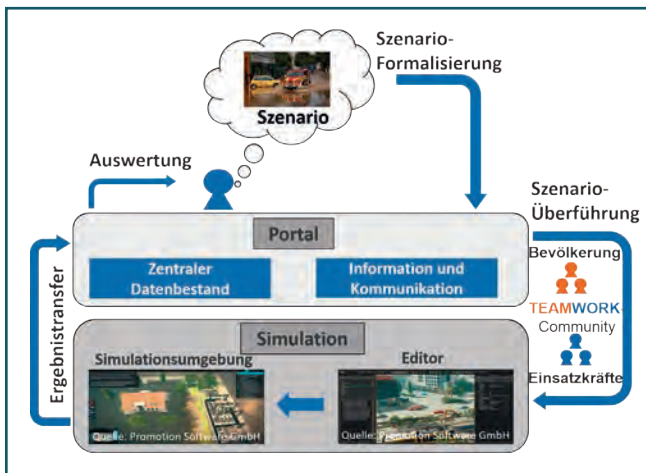 Szenario-
Formalisierung
Szenario
Auswertung
Szenario-
Überführung
Portal
Zentraler
Datenbestand
Information und
Kommunikation
Bevölkerung
TEAMWORK-
Community
Einsatzkräfte
Ergebnistransfer
Simulation
Simulationsumgebung
Editor
Quelle: Promotion Software GmbH
Quelle: Promotion Software GmbH